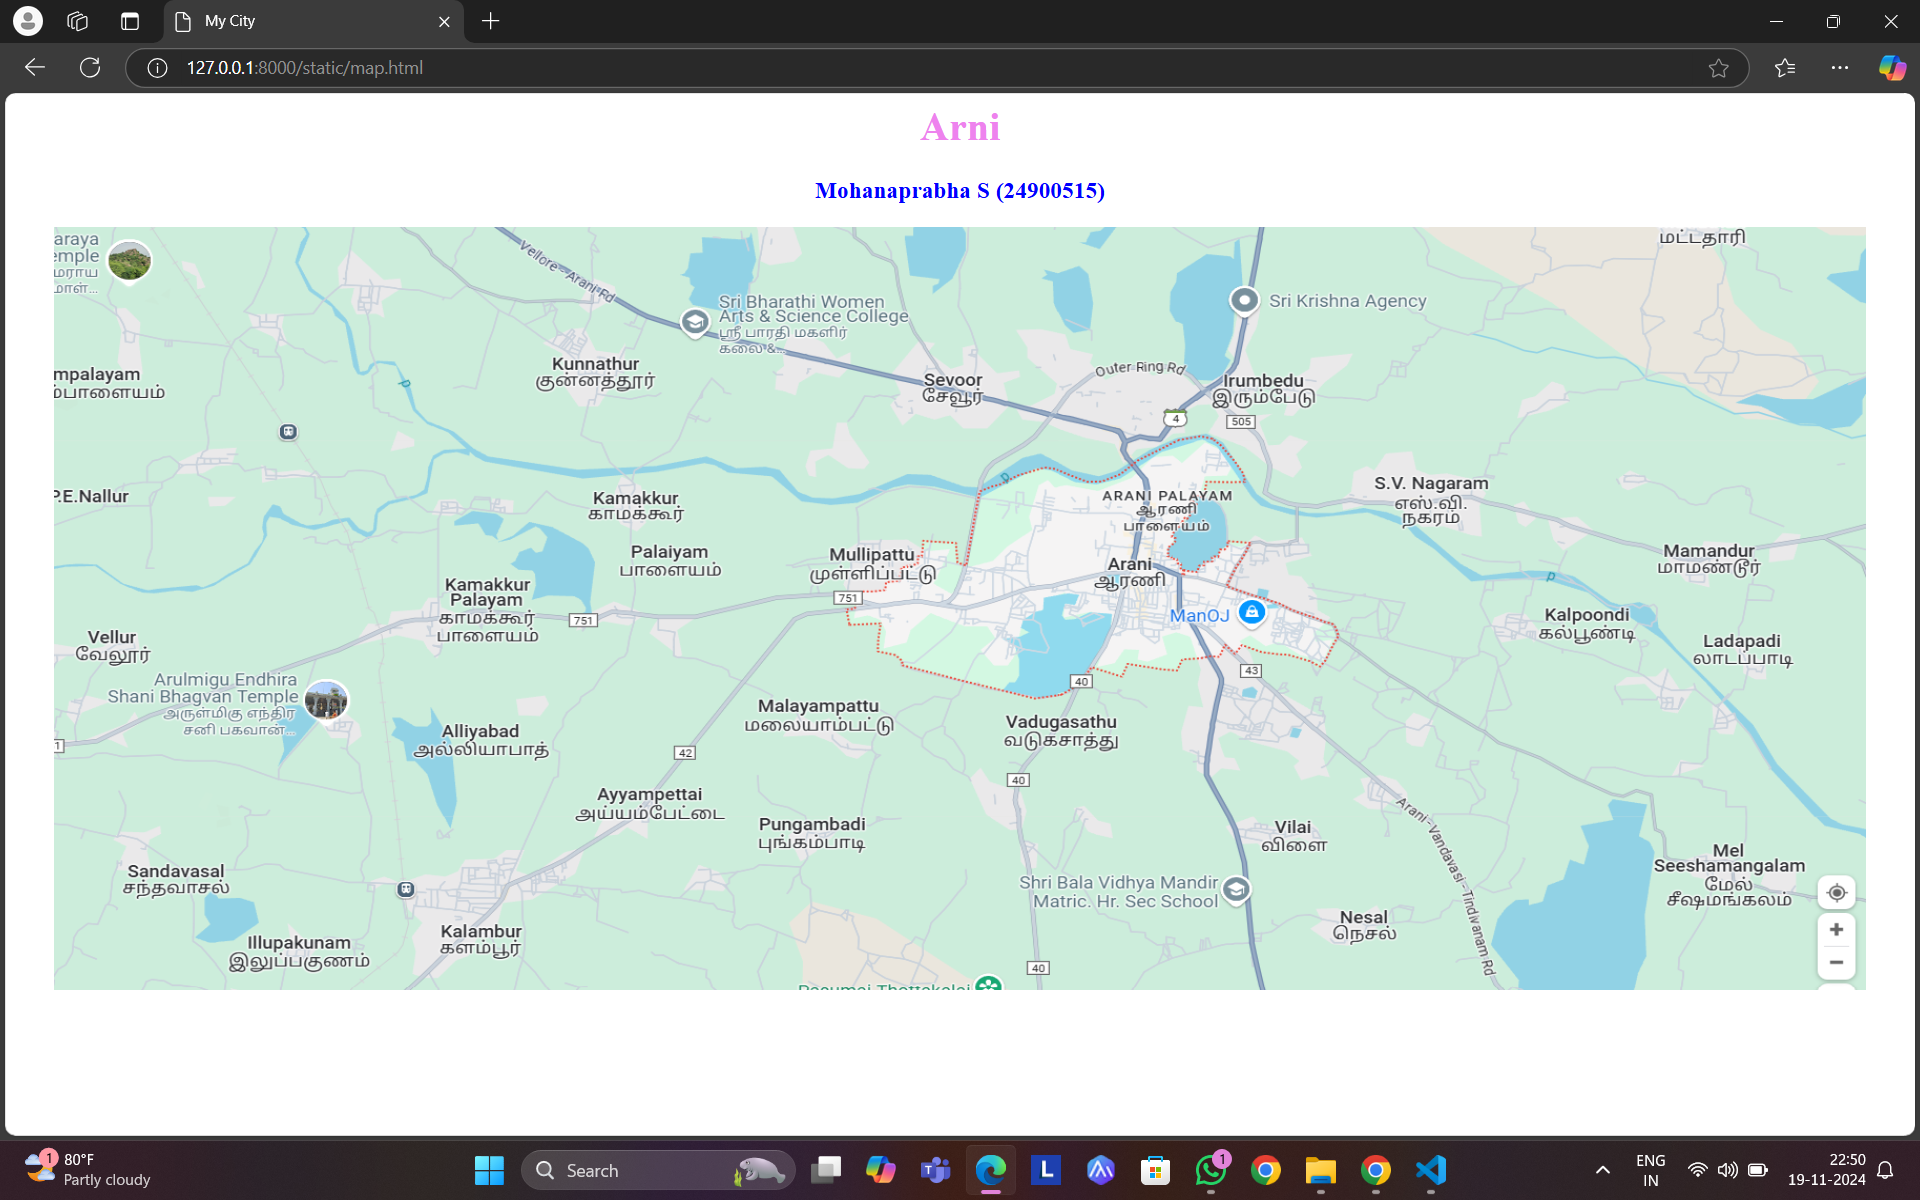 My City
127.0.0.1:8000/static/map.html
Arni
Mohanaprabha S (24900515)
araya
emple
மராய
மாள்...
Vellore - Arani Rd
Sri Bharathi Women
Arts & Science College
ஸ்ரீ பாரதி மகளிர்
கலை &...
Sri Krishna Agency
மட்டதாரி
mpalayam
ம்பாளையம்
Kunnathur
குன்னத்தூர்
Sevoor
சேவூர்
Outer Ring Rd
Irumbedu
இரும்பேடு
4
505
P.E.Nallur
Kamakkur
காமக்கூர்
ARANI PALAYAM
ஆரணி
பாளையம்
S.V. Nagaram
எஸ்.வி.
நகரம்
Palaiyam
பாளையம்
Mullipattu
முள்ளிப்பட்டு
Arani
ஆரணி
Mamandur
மாமண்டூர்
Kamakkur
Palayam
காமக்கூர்
பாளையம்
751
751
ManOJ
Kalpoondi
கல்பூண்டி
Vellur
வேலூர்
Ladapadi
லாடப்பாடி
Arulmigu Endhira
Shani Bhagvan Temple
அருள்மிகு எந்திர
சனி பகவான்...
40
43
1
Alliyabad
அல்லியாபாத்
Malayampattu
மலையாம்பட்டு
Vadugasathu
வடுகசாத்து
42
40
Ayyampettai
அய்யம்பேட்டை
Pungambadi
புங்கம்பாடி
Vilai
விளை
Arani - Vandavasi - Tindivanam Rd
Mel
Seeshamangalam
மேல்
சீஷமங்கலம்
Sandavasal
சந்தவாசல்
Shri Bala Vidhya Mandir
Matric. Hr. Sec School
Nesal
நெசல்
Illupakunam
இலுப்பகுணம்
Kalambur
களம்பூர்
40
1
80°F
Partly cloudy
Search
L
1
ENG
IN
22:50
19-11-2024